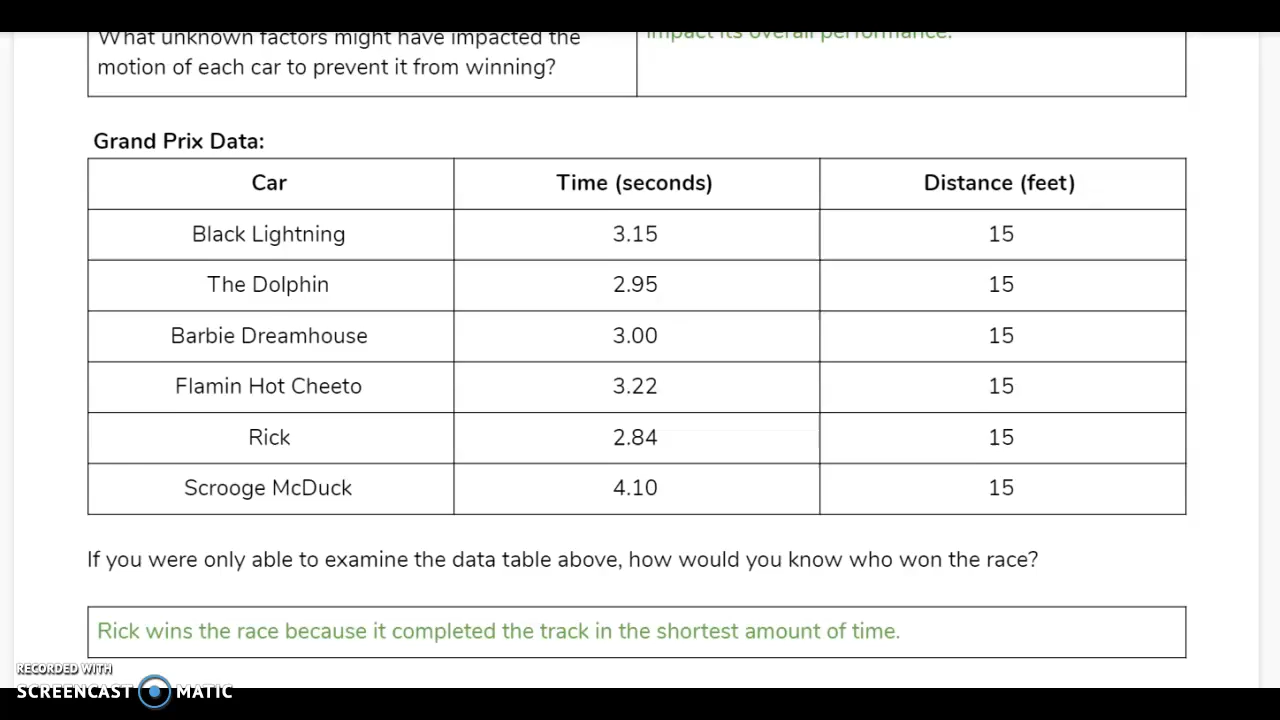 What unknown factors might have impacted the
impact its overall performance.
motion of each car to prevent it from winning?
Grand Prix Data:
Car Time (seconds) Distance (feet)
Black Lightning 3.15 15
The Dolphin 2.95 15
Barbie Dreamhouse 3.00 15
Flamin Hot Cheeto 3.22 15
Rick 2.84 15
Scrooge McDuck 4.10 15
If you were only able to examine the data table above, how would you know who won the race?
Rick wins the race because it completed the track in the shortest amount of time.
RECORDED WITH
SCREENCAST MATIC